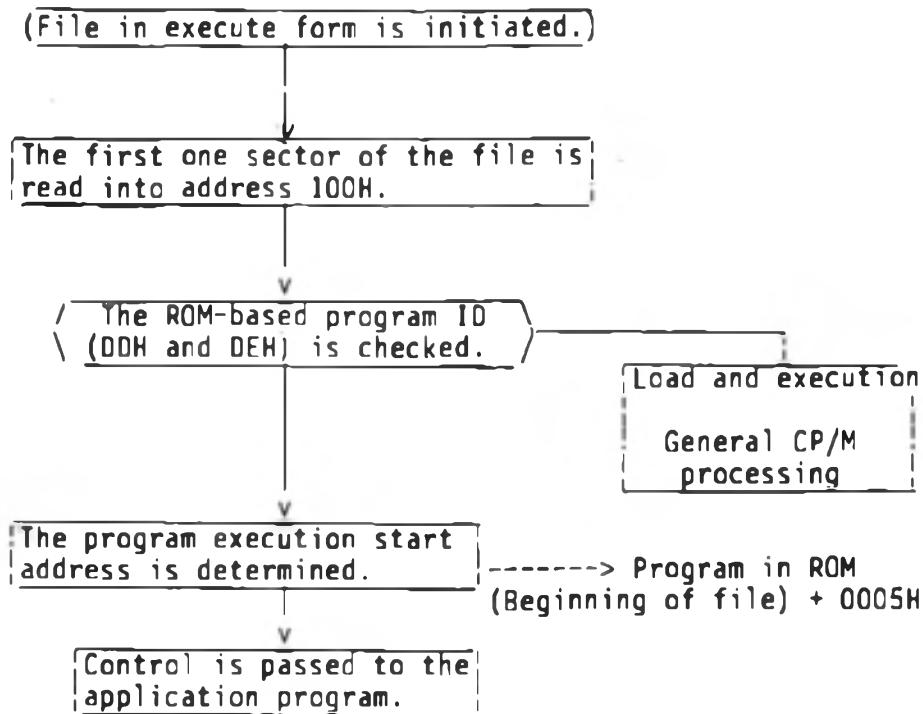 (File in execute form is initiated.)
The first one sector of the file is
read into address 100H.
The ROM-based program ID
(DDH and DEH) is checked.
Load and execution
General CP/M
processing
The program execution start
address is determined.
-------> Program in ROM
(Beginning of file) + 0005H
Control is passed to the
application program.